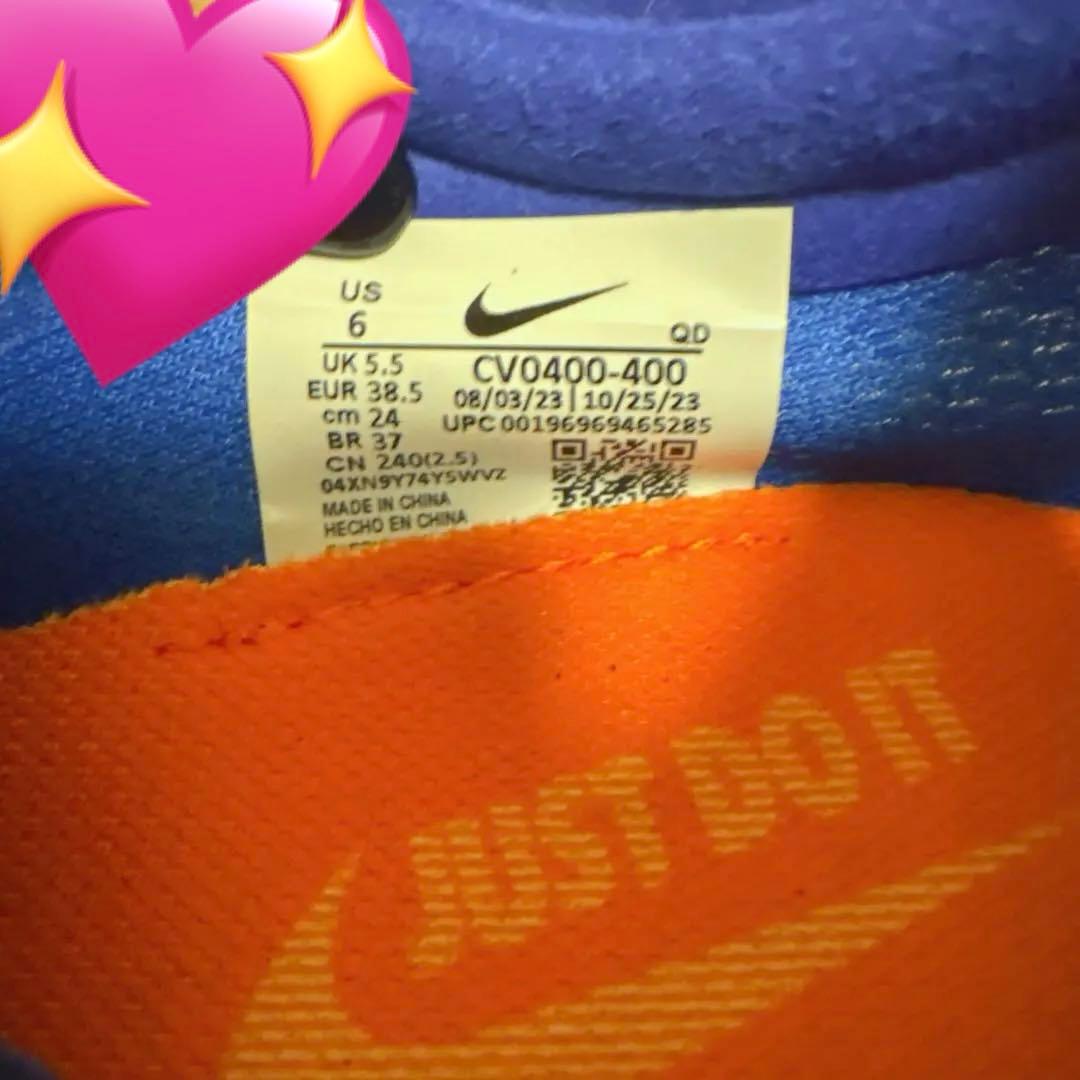 US
6
QD
UK 5.5
CV0400-400
EUR 38.5
08/03/23 | 10/25/23
cm 24
UPC 00196969465285
BR 37
CN 240(2.5)
04XN9Y74Y5WVZ
MADE IN CHINA
HECHO EN CHINA
JUST DO IT